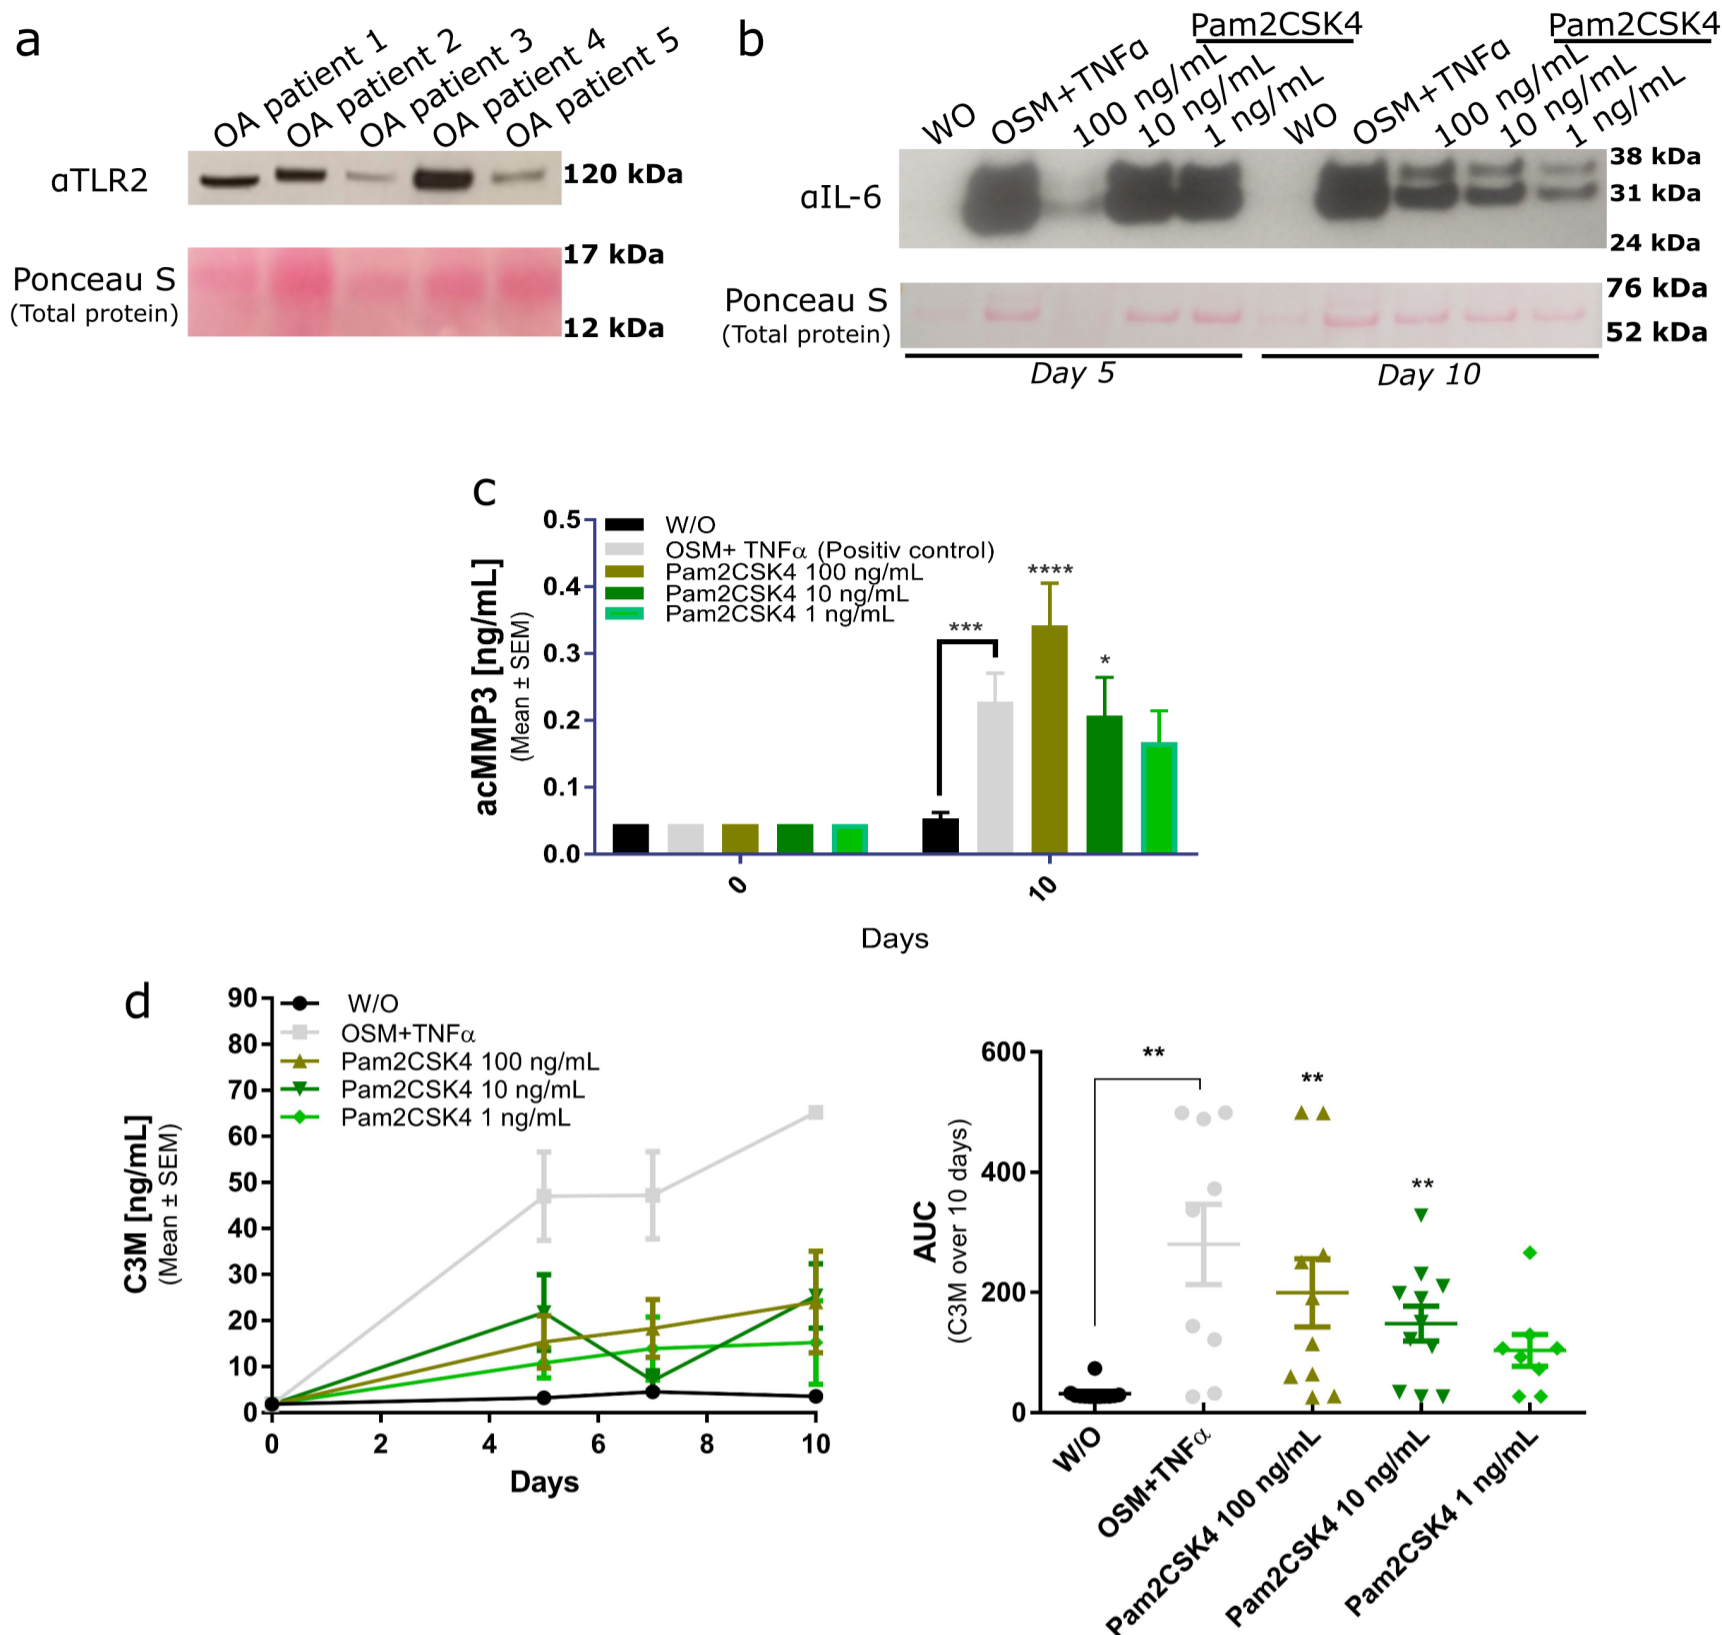 a
OA patient 1
OA patient 2
OA patient 3
OA patient 4
OA patient 5
αTLR2
120 kDa
Ponceau S
(Total protein)
17 kDa
12 kDa
b
Pam2CSK4
Pam2CSK4
WO
OSM+TNFα
100 ng/mL
10 ng/mL
1 ng/mL
WO
OSM+TNFα
100 ng/mL
10 ng/mL
1 ng/mL
αIL-6
38 kDa
31 kDa
24 kDa
Ponceau S
(Total protein)
76 kDa
52 kDa
Day 5
Day 10
c
acMMP3 [ng/mL]
(Mean ± SEM)
0.5
0.4
0.3
0.2
0.1
0.0
W/O
OSM+ TNFα (Positiv control)
Pam2CSK4 100 ng/mL
Pam2CSK4 10 ng/mL
Pam2CSK4 1 ng/mL
***
****
*
0
10
Days
d
C3M [ng/mL]
(Mean ± SEM)
90
80
70
60
50
40
30
20
10
0
W/O
OSM+TNFα
Pam2CSK4 100 ng/mL
Pam2CSK4 10 ng/mL
Pam2CSK4 1 ng/mL
0 2 4 6 8 10
Days
AUC
(C3M over 10 days)
600
400
200
0
**
**
**
W/O
OSM+TNFα
Pam2CSK4 100 ng/mL
Pam2CSK4 10 ng/mL
Pam2CSK4 1 ng/mL